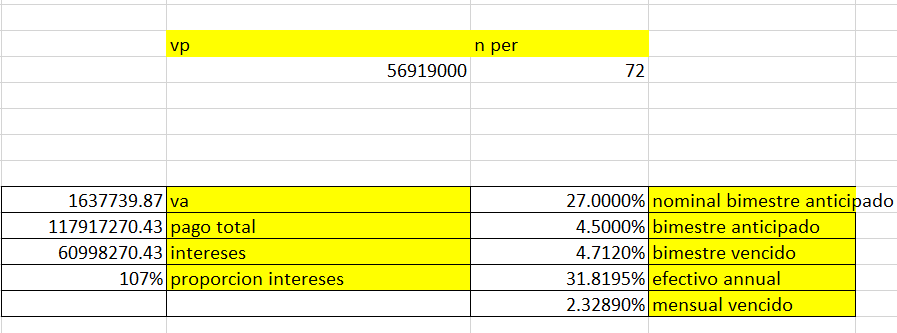 vp n per
56919000 72
1637739.87 va 27.0000% nominal bimestre anticipado
117917270.43 pago total 4.5000% bimestre anticipado
60998270.43 intereses 4.7120% bimestre vencido
107% proporcion intereses 31.8195% efectivo annual
2.32890% mensual vencido